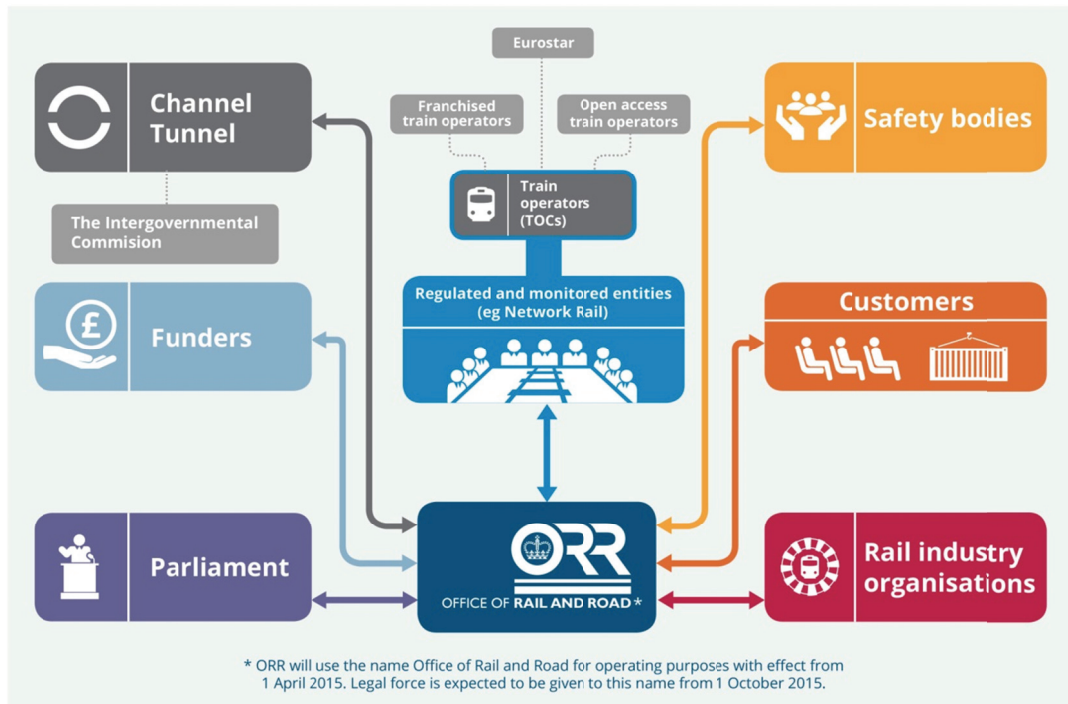 Eurostar
Channel
Tunnel
Franchised
train operators
Open access
train operators
Safety bodies
Train
operators
(TOCs)
The Intergovernmental
Commision
Regulated and monitored entities
(eg Network Rail)
Customers
£
Funders
Parliament
ORR
OFFICE OF RAIL AND ROAD*
Rail industry
organisations
* ORR will use the name Office of Rail and Road for operating purposes with effect from
1 April 2015. Legal force is expected to be given to this name from 1 October 2015.